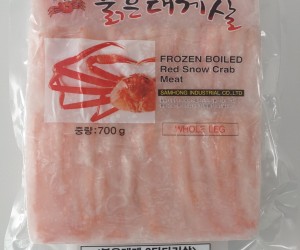 붉은대게살
FROZEN BOILED
Red Snow Crab
Meat
SANHONG INDUSTRIAL CO.,LTD
중량:700g
WHOLE LEG